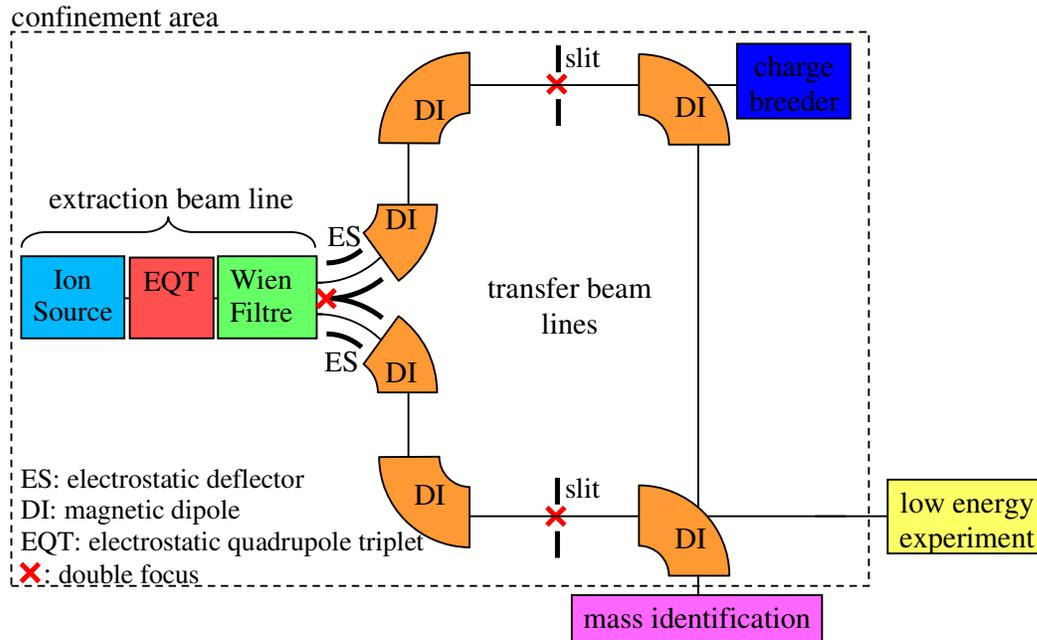 confinement area
slit
DI
DI
charge
breeder
extraction beam line
DI
ES
Ion
Source
EQT
Wien
Filtre
transfer beam
lines
ES
DI
ES: electrostatic deflector
DI: magnetic dipole
EQT: electrostatic quadrupole triplet
: double focus
DI
slit
DI
low energy
experiment
mass identification